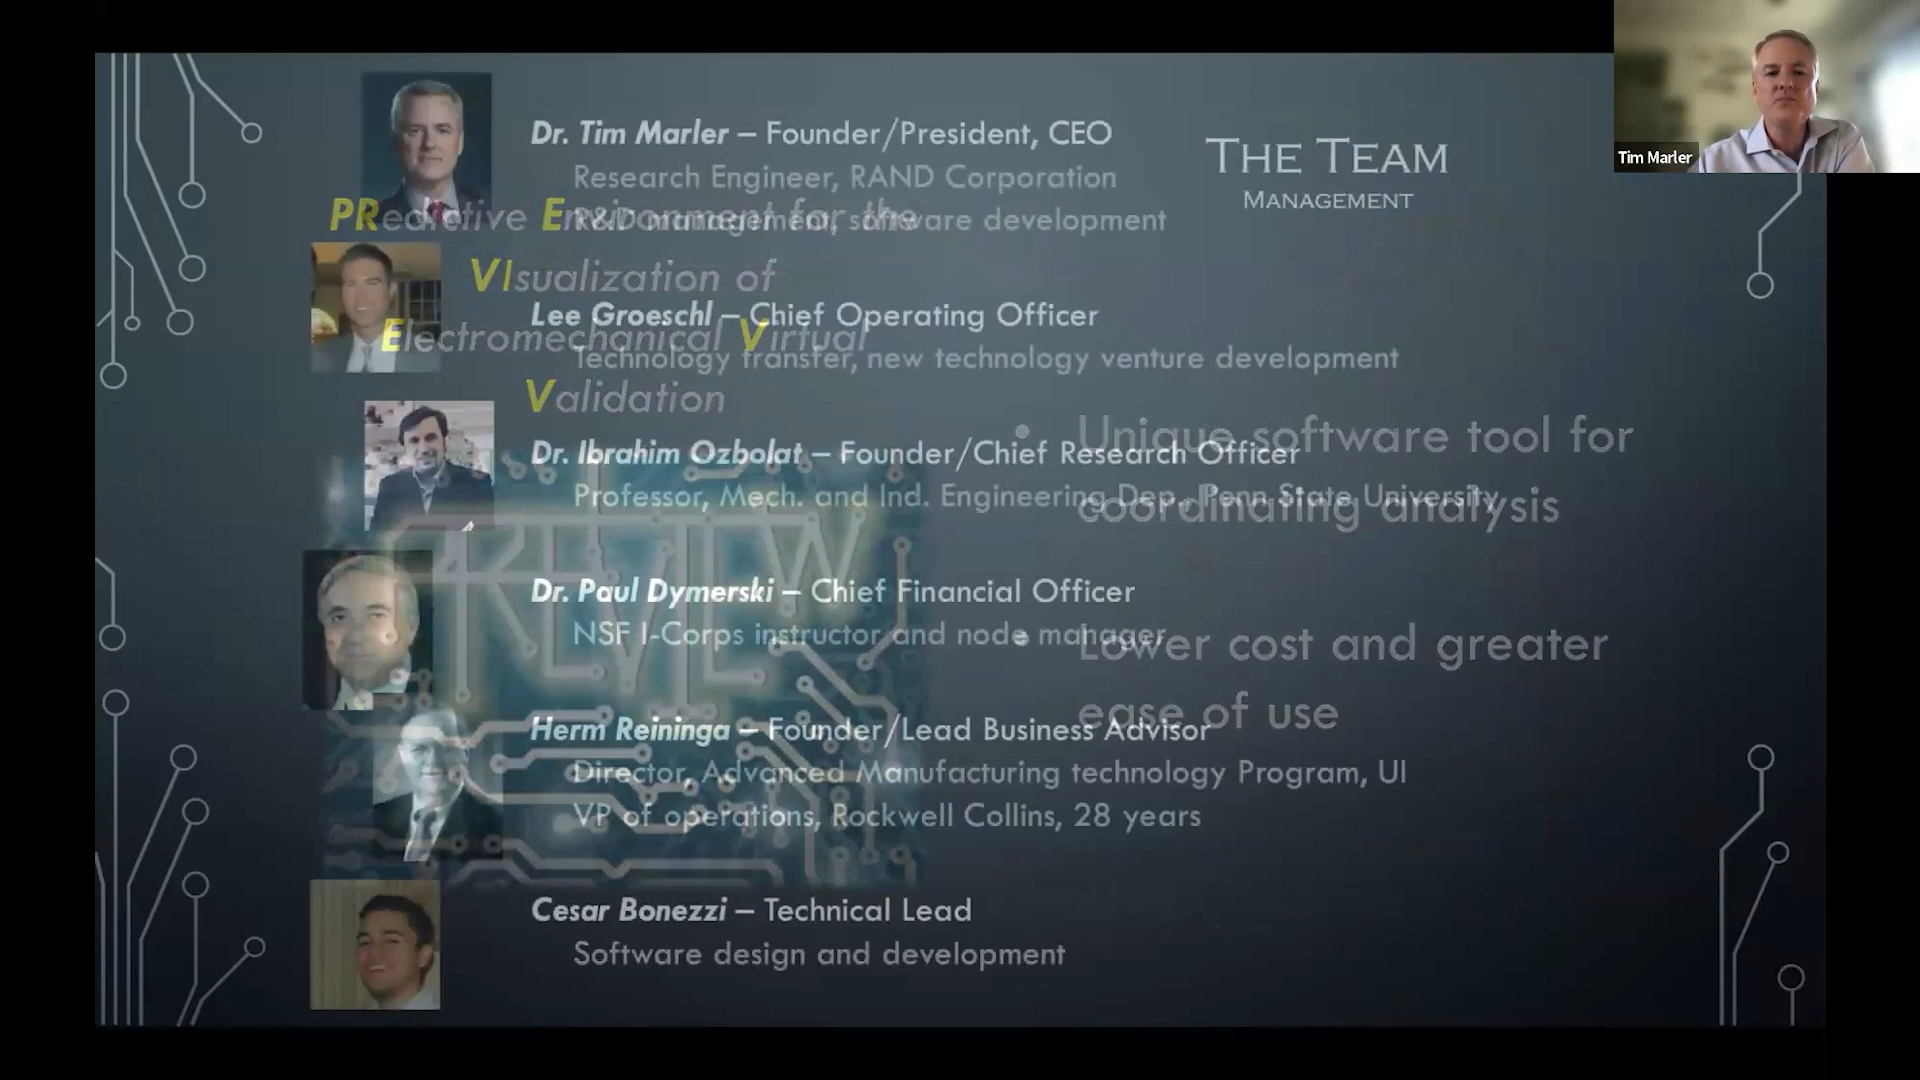 Tim Marler
THE TEAM
MANAGEMENT
Dr. Tim Marler – Founder/President, CEO
Research Engineer, RAND Corporation
R&D management, software development
PRedictive Environment for the
VIsualization of
Electromechanical Virtual
Validation
Lee Groeschl – Chief Operating Officer
Technology transfer, new technology venture development
Dr. Ibrahim Ozbolat – Founder/Chief Research Officer
Professor, Mech. and Ind. Engineering Dep., Penn State University
Dr. Paul Dymerski – Chief Financial Officer
NSF I-Corps instructor and node manager
Herm Reininga – Founder/Lead Business Advisor
Director, Advanced Manufacturing technology Program, UI
VP of operations, Rockwell Collins, 28 years
Cesar Bonezzi – Technical Lead
Software design and development
• Unique software tool for
coordinating analysis
• Lower cost and greater
ease of use
PREVIEW